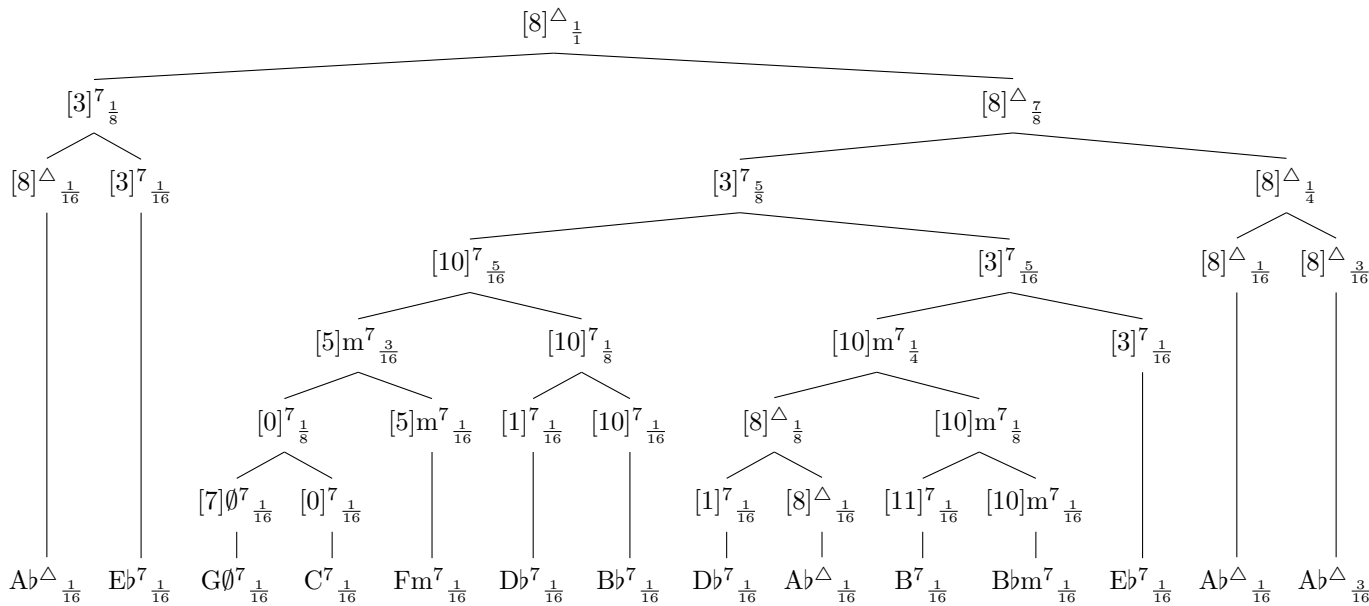 [8]△ 1/1
[3]⁷ 1/8 [8]△ 7/8
[8]△ 1/16 [3]⁷ 1/16 [3]⁷ 5/8 [8]△ 1/4
[10]⁷ 5/16 [3]⁷ 5/16 [8]△ 1/16 [8]△ 3/16
[5]m⁷ 3/16 [10]⁷ 1/8 [10]m⁷ 1/4 [3]⁷ 1/16
[0]⁷ 1/8 [5]m⁷ 1/16 [1]⁷ 1/16 [10]⁷ 1/16 [8]△ 1/8 [10]m⁷ 1/8
[7]∅⁷ 1/16 [0]⁷ 1/16 [1]⁷ 1/16 [8]△ 1/16 [11]⁷ 1/16 [10]m⁷ 1/16
A♭△ 1/16 E♭⁷ 1/16 G∅⁷ 1/16 C⁷ 1/16 Fm⁷ 1/16 D♭⁷ 1/16 B♭⁷ 1/16 D♭⁷ 1/16 A♭△ 1/16 B⁷ 1/16 B♭m⁷ 1/16 E♭⁷ 1/16 A♭△ 1/16 A♭△ 3/16